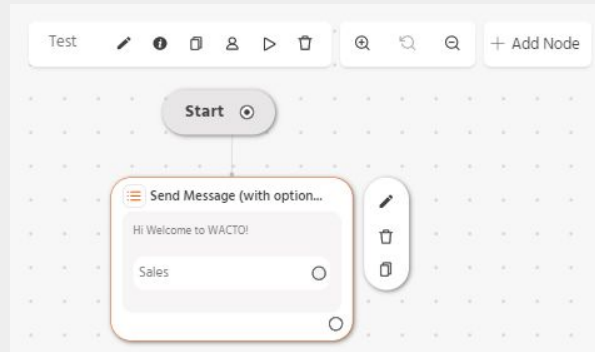 Test
+ Add Node
Start
Send Message (with option...
Hi Welcome to WACTO!
Sales